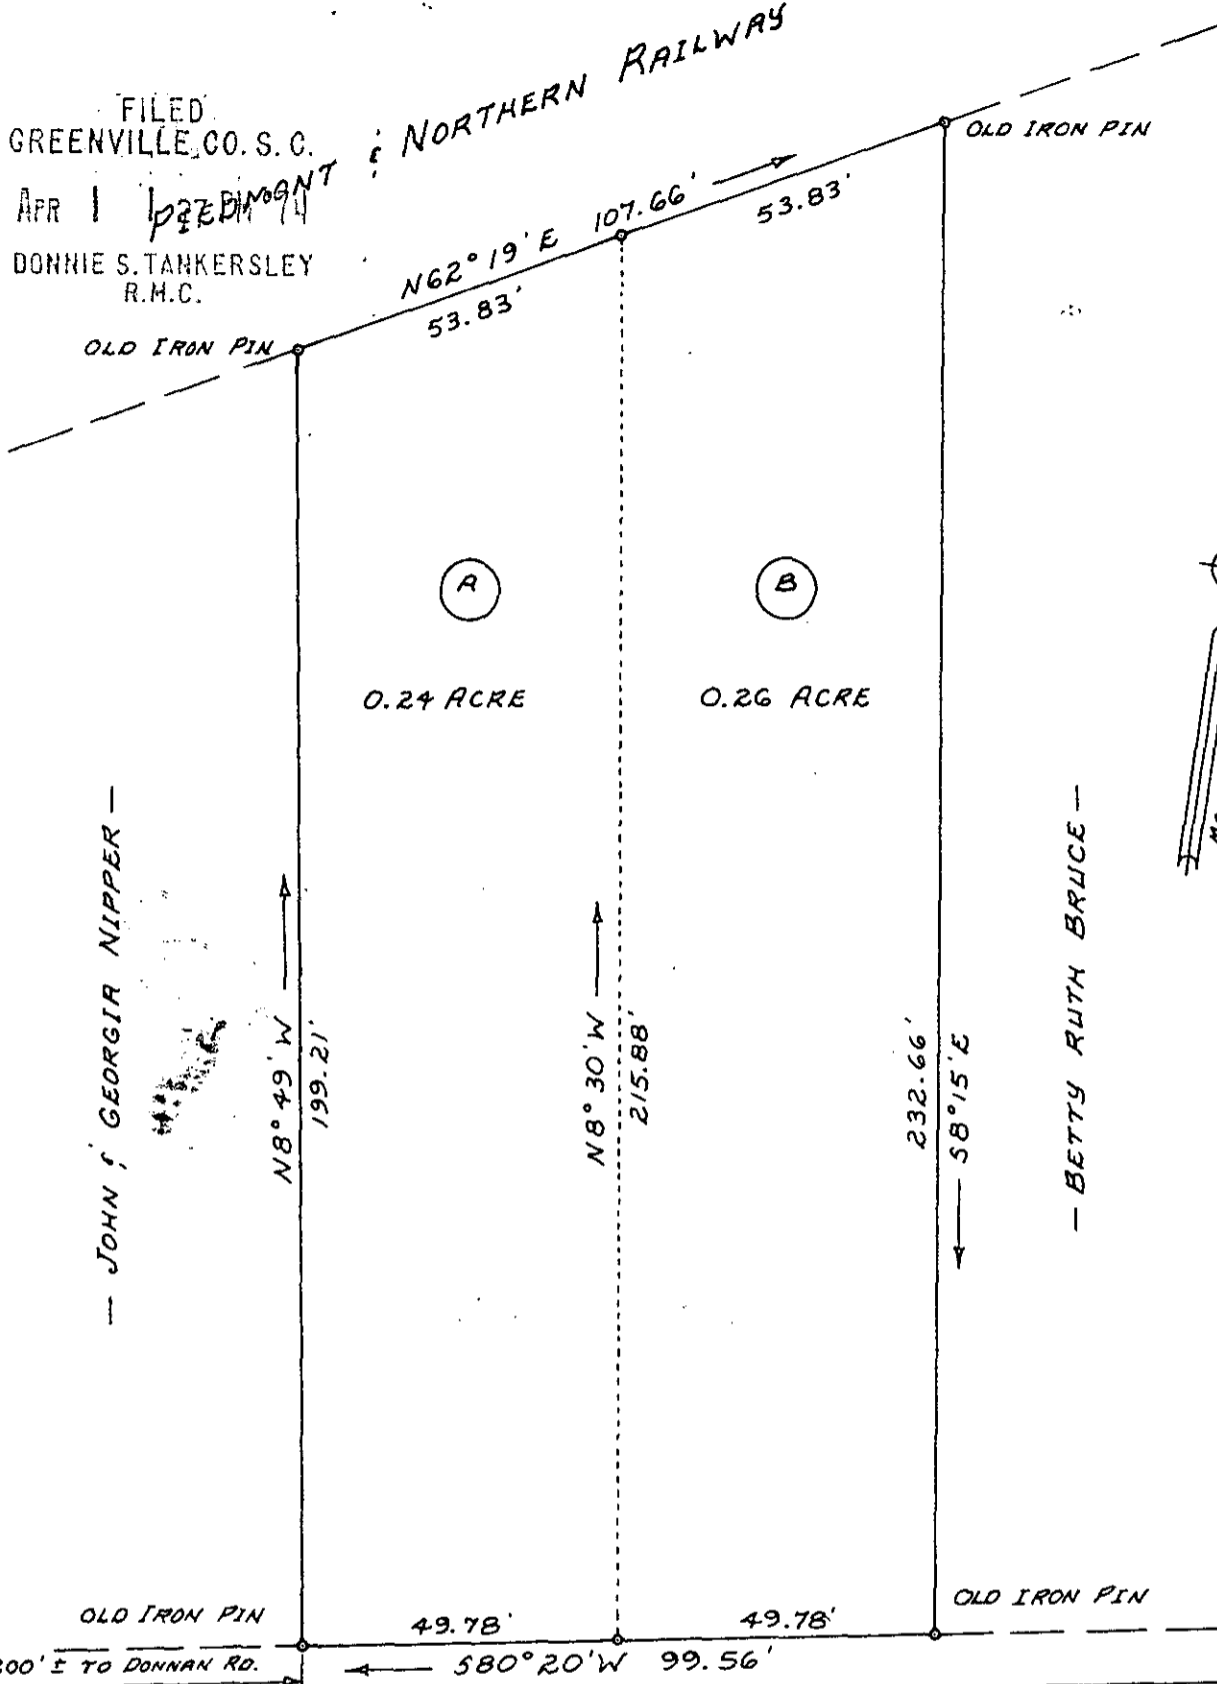 FILED
GREENVILLE CO. S. C.
APR 1
DONNIE S. TANKERSLEY
R.M.C.
PIEDMONT & NORTHERN RAILWAY
OLD IRON PIN
N62° 19' E 107.66'
53.83'
53.83'
OLD IRON PIN
A
B
0.24 ACRE
0.26 ACRE
— JOHN & GEORGIA NIPPER —
N8° 49' W
199.21'
N8° 30' W
215.88'
232.66'
S8° 15' E
— BETTY RUTH BRUCE —
OLD IRON PIN
49.78'
49.78'
OLD IRON PIN
200' ± TO DONNAN RD.
S80° 20' W 99.56'